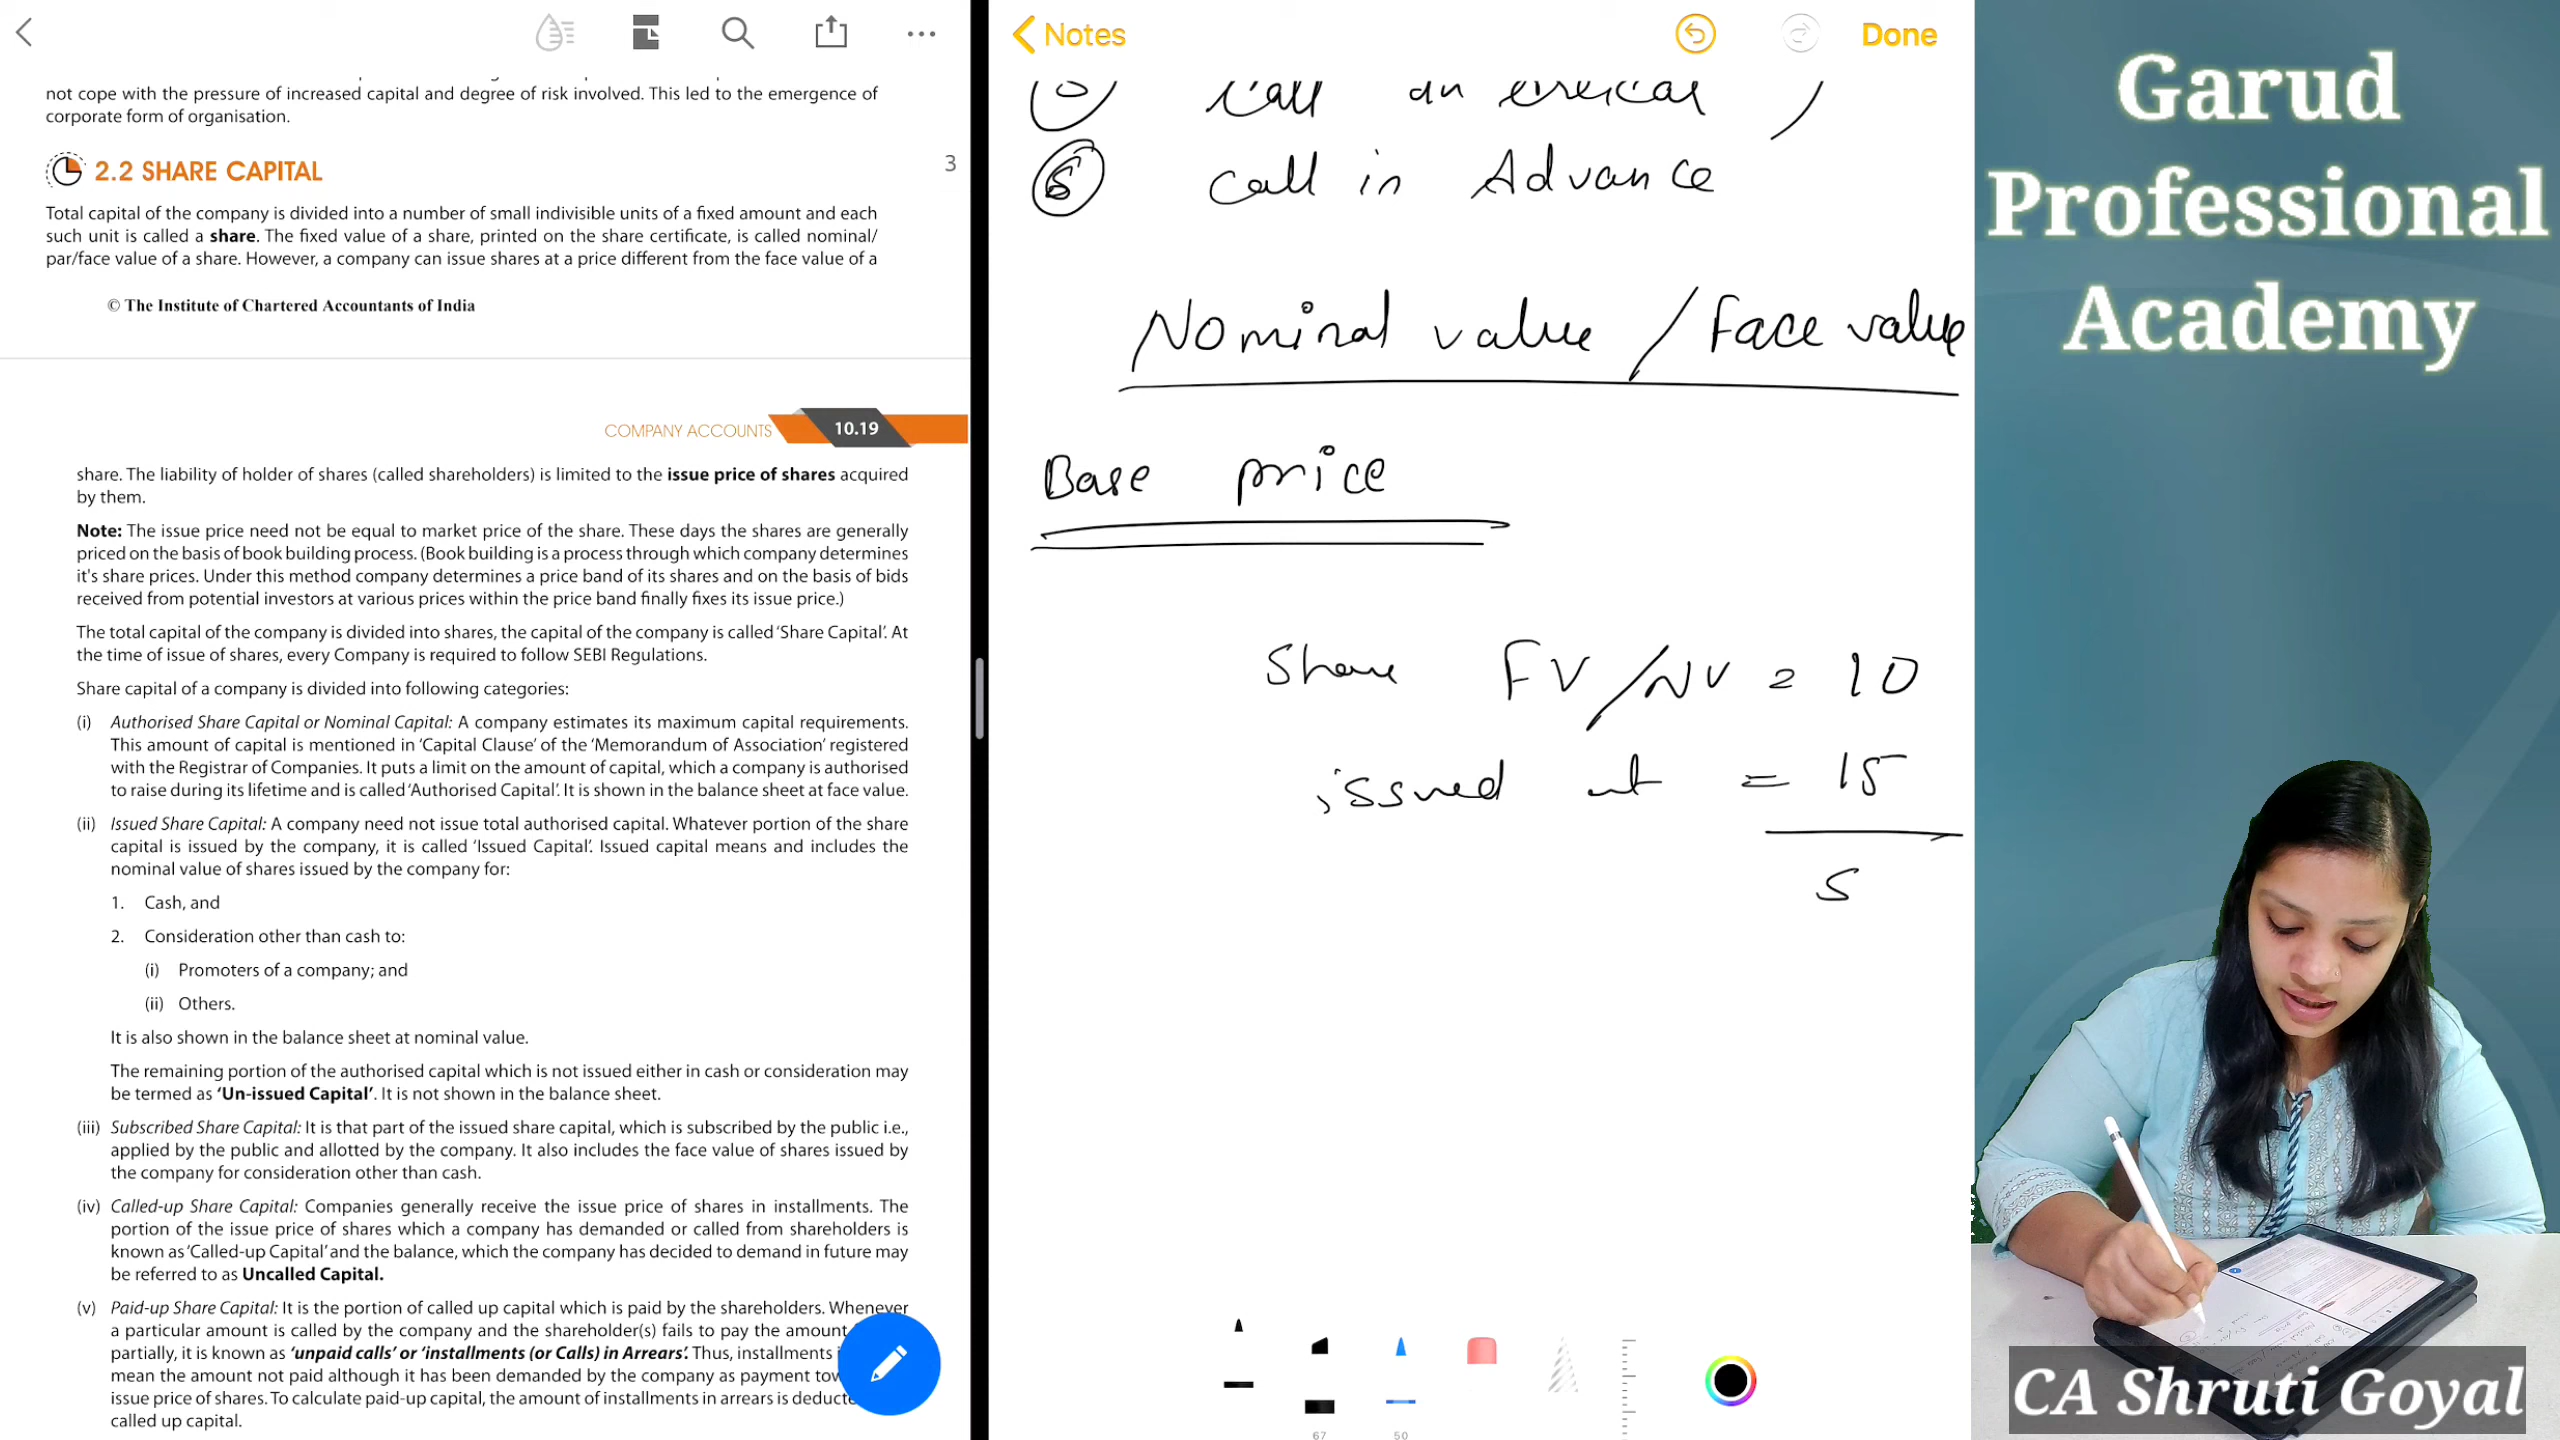 not cope with the pressure of increased capital and degree of risk involved. This led to the emergence of
corporate form of organisation.
2.2 SHARE CAPITAL
3
Total capital of the company is divided into a number of small indivisible units of a fixed amount and each
such unit is called a share. The fixed value of a share, printed on the share certificate, is called nominal/
par/face value of a share. However, a company can issue shares at a price different from the face value of a
© The Institute of Chartered Accountants of India
COMPANY ACCOUNTS 10.19
share. The liability of holder of shares (called shareholders) is limited to the issue price of shares acquired
by them.
Note: The issue price need not be equal to market price of the share. These days the shares are generally
priced on the basis of book building process. (Book building is a process through which company determines
it's share prices. Under this method company determines a price band of its shares and on the basis of bids
received from potential investors at various prices within the price band finally fixes its issue price.)
The total capital of the company is divided into shares, the capital of the company is called 'Share Capital'. At
the time of issue of shares, every Company is required to follow SEBI Regulations.
Share capital of a company is divided into following categories:
(i) Authorised Share Capital or Nominal Capital: A company estimates its maximum capital requirements.
This amount of capital is mentioned in 'Capital Clause' of the 'Memorandum of Association' registered
with the Registrar of Companies. It puts a limit on the amount of capital, which a company is authorised
to raise during its lifetime and is called 'Authorised Capital'. It is shown in the balance sheet at face value.
(ii) Issued Share Capital: A company need not issue total authorised capital. Whatever portion of the share
capital is issued by the company, it is called 'Issued Capital'. Issued capital means and includes the
nominal value of shares issued by the company for:
1. Cash, and
2. Consideration other than cash to:
(i) Promoters of a company; and
(ii) Others.
It is also shown in the balance sheet at nominal value.
The remaining portion of the authorised capital which is not issued either in cash or consideration may
be termed as 'Un-issued Capital'. It is not shown in the balance sheet.
(iii) Subscribed Share Capital: It is that part of the issued share capital, which is subscribed by the public i.e.,
applied by the public and allotted by the company. It also includes the face value of shares issued by
the company for consideration other than cash.
(iv) Called-up Share Capital: Companies generally receive the issue price of shares in installments. The
portion of the issue price of shares which a company has demanded or called from shareholders is
known as 'Called-up Capital' and the balance, which the company has decided to demand in future may
be referred to as Uncalled Capital.
(v) Paid-up Share Capital: It is the portion of called up capital which is paid by the shareholders. Whenever
a particular amount is called by the company and the shareholder(s) fails to pay the amount
partially, it is known as 'unpaid calls' or 'installments (or Calls) in Arrears'. Thus, installments
mean the amount not paid although it has been demanded by the company as payment
issue price of shares. To calculate paid-up capital, the amount of installments in arrears is
called up capital.
Notes
Done
Call
6 Call in Advance
Nominal value / Face value
Base price
Share FV/NV = 10
issued at = 15
5
67 50
Garud
Professional
Academy
CA Shruti Goyal